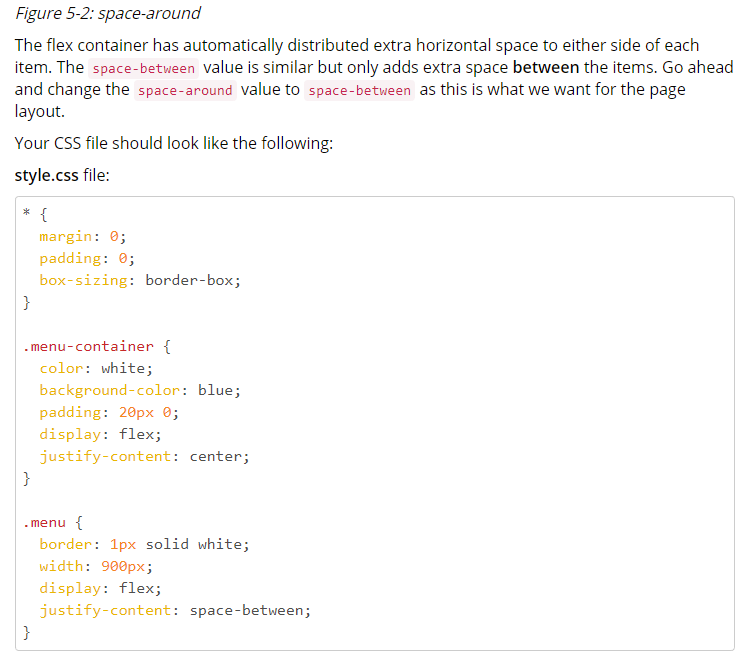 Figure 5-2: space-around
The flex container has automatically distributed extra horizontal space to either side of each
item. The space-between value is similar but only adds extra space between the items. Go ahead
and change the space-around value to space-between as this is what we want for the page
layout.
Your CSS file should look like the following:
style.css file:
* {
  margin: 0;
  padding: 0;
  box-sizing: border-box;
}
.menu-container {
  color: white;
  background-color: blue;
  padding: 20px 0;
  display: flex;
  justify-content: center;
}
.menu {
  border: 1px solid white;
  width: 900px;
  display: flex;
  justify-content: space-between;
}